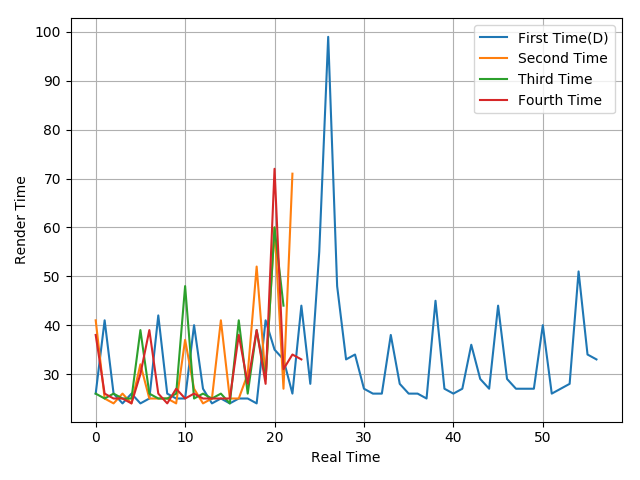 100
90
80
70
60
50
40
30
0
10
20
30
40
50
Render Time
Real Time
First Time(D)
Second Time
Third Time
Fourth Time